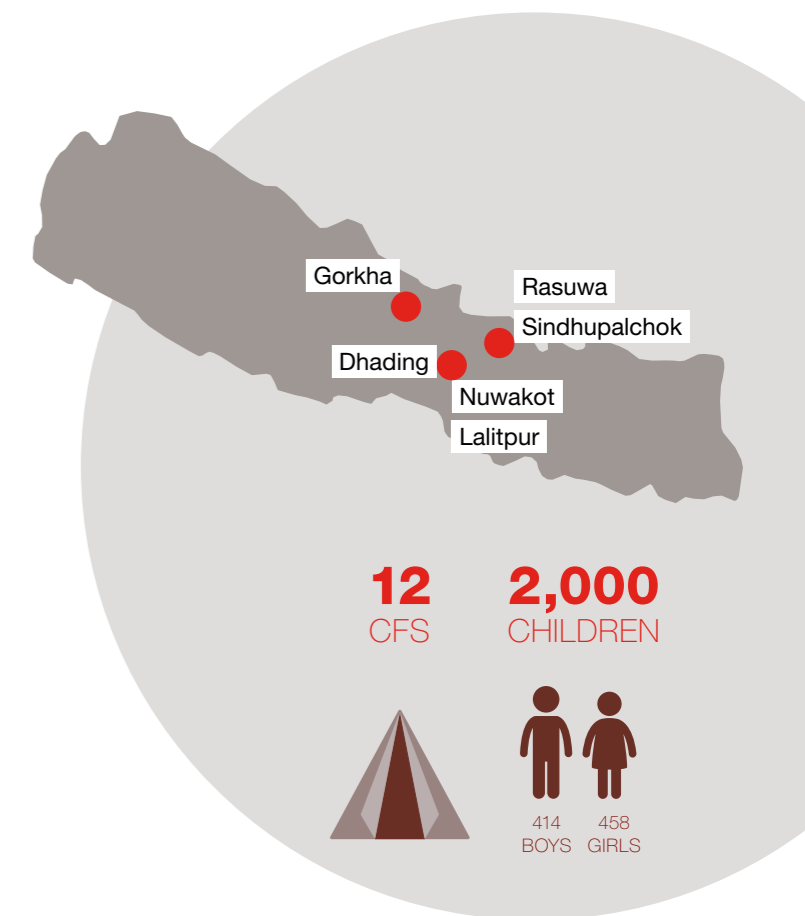 Gorkha
Rasuwa
Sindhupalchok
Dhading
Nuwakot
Lalitpur
12
CFS
2,000
CHILDREN
414
BOYS
458
GIRLS